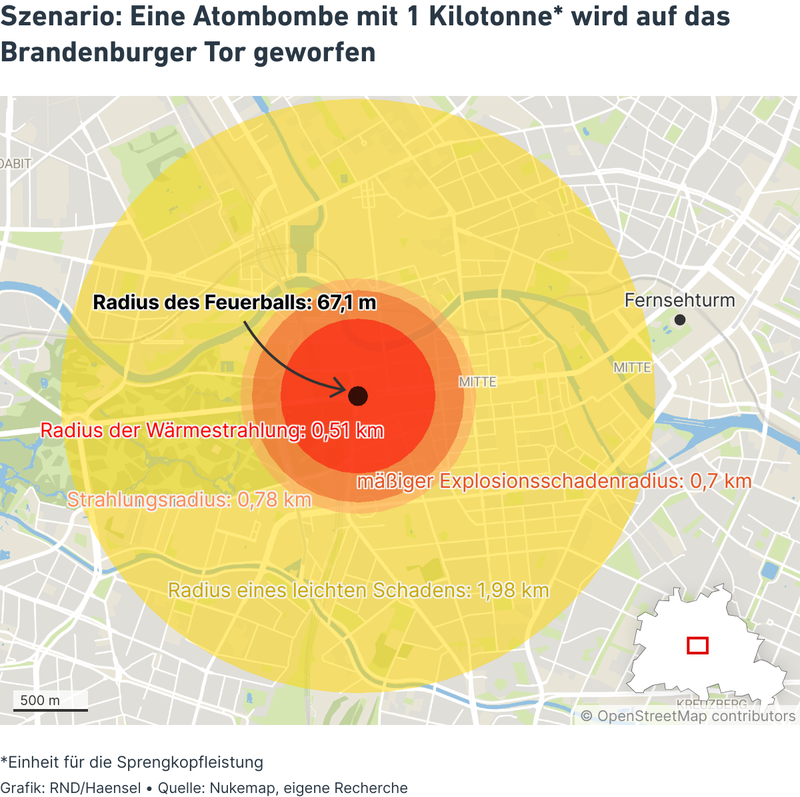 Szenario: Eine Atombombe mit 1 Kilotonne* wird auf das
Brandenburger Tor geworfen
Radius des Feuerballs: 67,1 m
Fernsehturm
MITTE
MITTE
Radius der Wärmestrahlung: 0,51 km
mäßiger Explosionsschadenradius: 0,7 km
Strahlungsradius: 0,78 km
Radius eines leichten Schadens: 1,98 km
500 m
KREUZBERG
© OpenStreetMap contributors
*Einheit für die Sprengkopfleistung
Grafik: RND/Haensel • Quelle: Nukemap, eigene Recherche